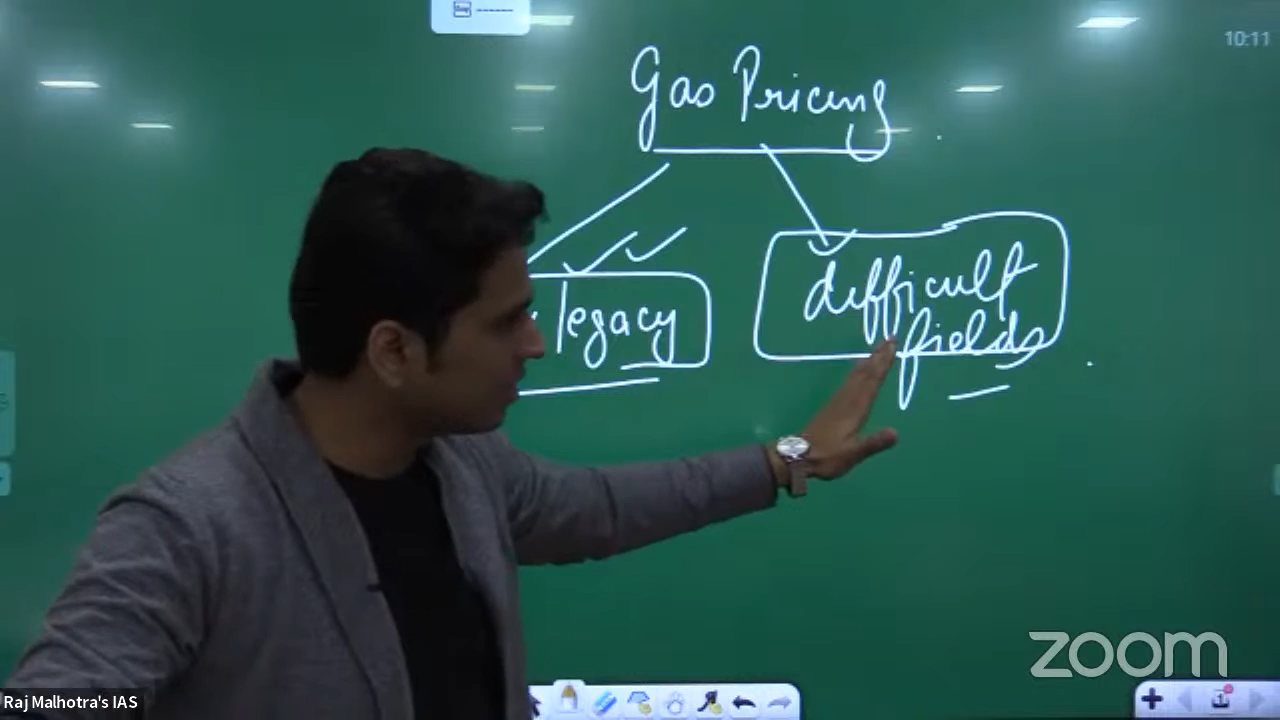 10:11
Gas Pricing
legacy
difficult
fields
zoom
Raj Malhotra's IAS